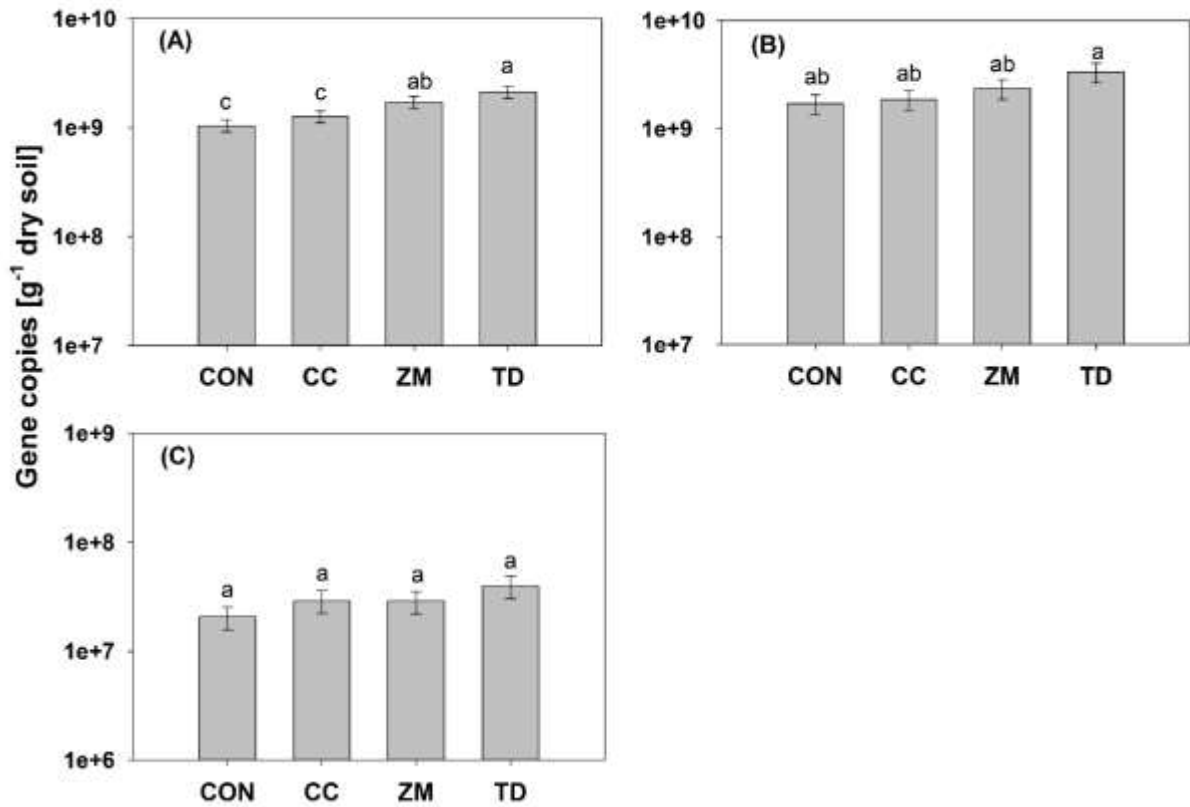 Gene copies [g-1 dry soil]
(A)
1e+10
1e+9
1e+8
1e+7
c c ab a
CON CC ZM TD
(B)
1e+10
1e+9
1e+8
1e+7
ab ab ab a
CON CC ZM TD
(C)
1e+9
1e+8
1e+7
1e+6
a a a a
CON CC ZM TD